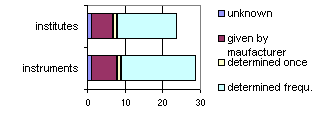 institutes
instruments
0 10 20 30
unknown
given by
maufacturer
determined once
determined frequ.